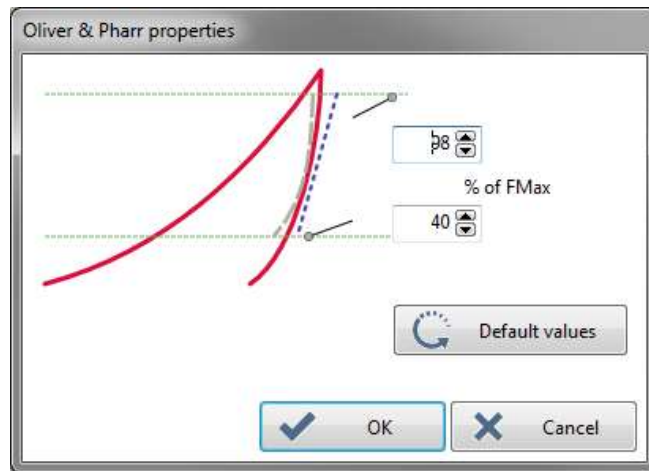 Oliver & Pharr properties
98
% of FMax
40
Default values
OK
Cancel